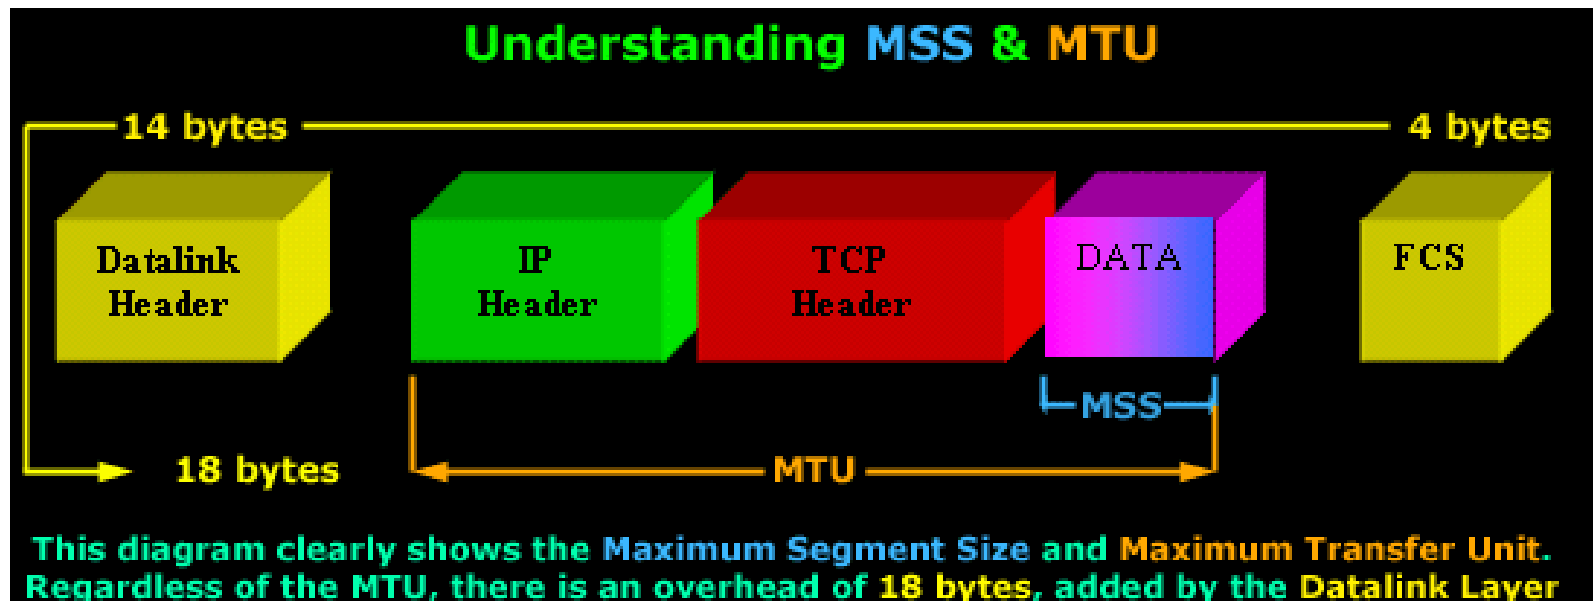 Understanding MSS & MTU
14 bytes
4 bytes
Datalink
Header
IP
Header
TCP
Header
DATA
FCS
MSS
18 bytes
MTU
This diagram clearly shows the Maximum Segment Size and Maximum Transfer Unit.
Regardless of the MTU, there is an overhead of 18 bytes, added by the Datalink Layer